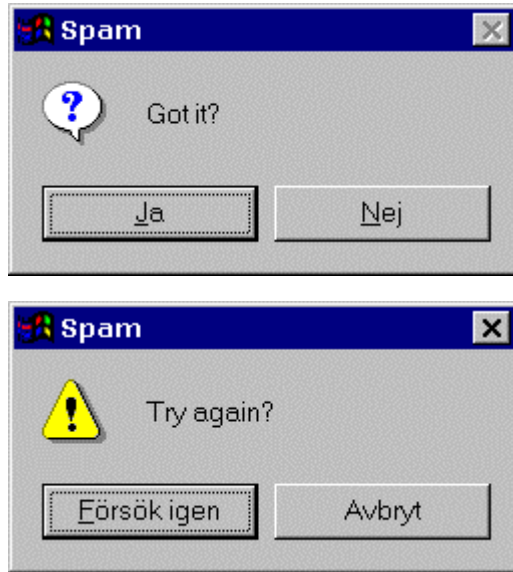 Spam
Got it?
Ja Nej
Spam
Try again?
Försök igen Avbryt